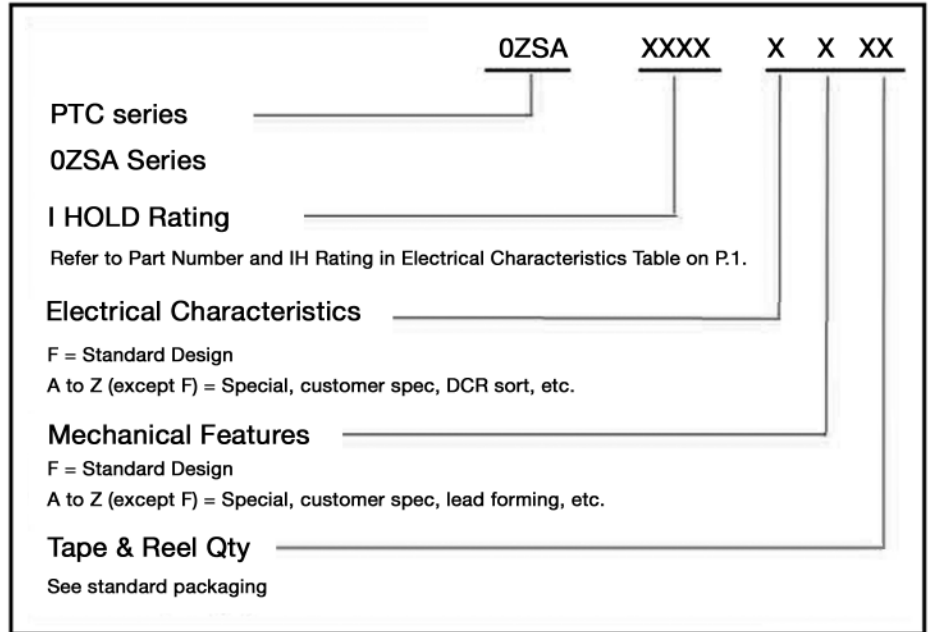 0ZSA XXXX X X XX
PTC series
0ZSA Series
I HOLD Rating
Refer to Part Number and IH Rating in Electrical Characteristics Table on P.1.
Electrical Characteristics
F = Standard Design
A to Z (except F) = Special, customer spec, DCR sort, etc.
Mechanical Features
F = Standard Design
A to Z (except F) = Special, customer spec, lead forming, etc.
Tape & Reel Qty
See standard packaging